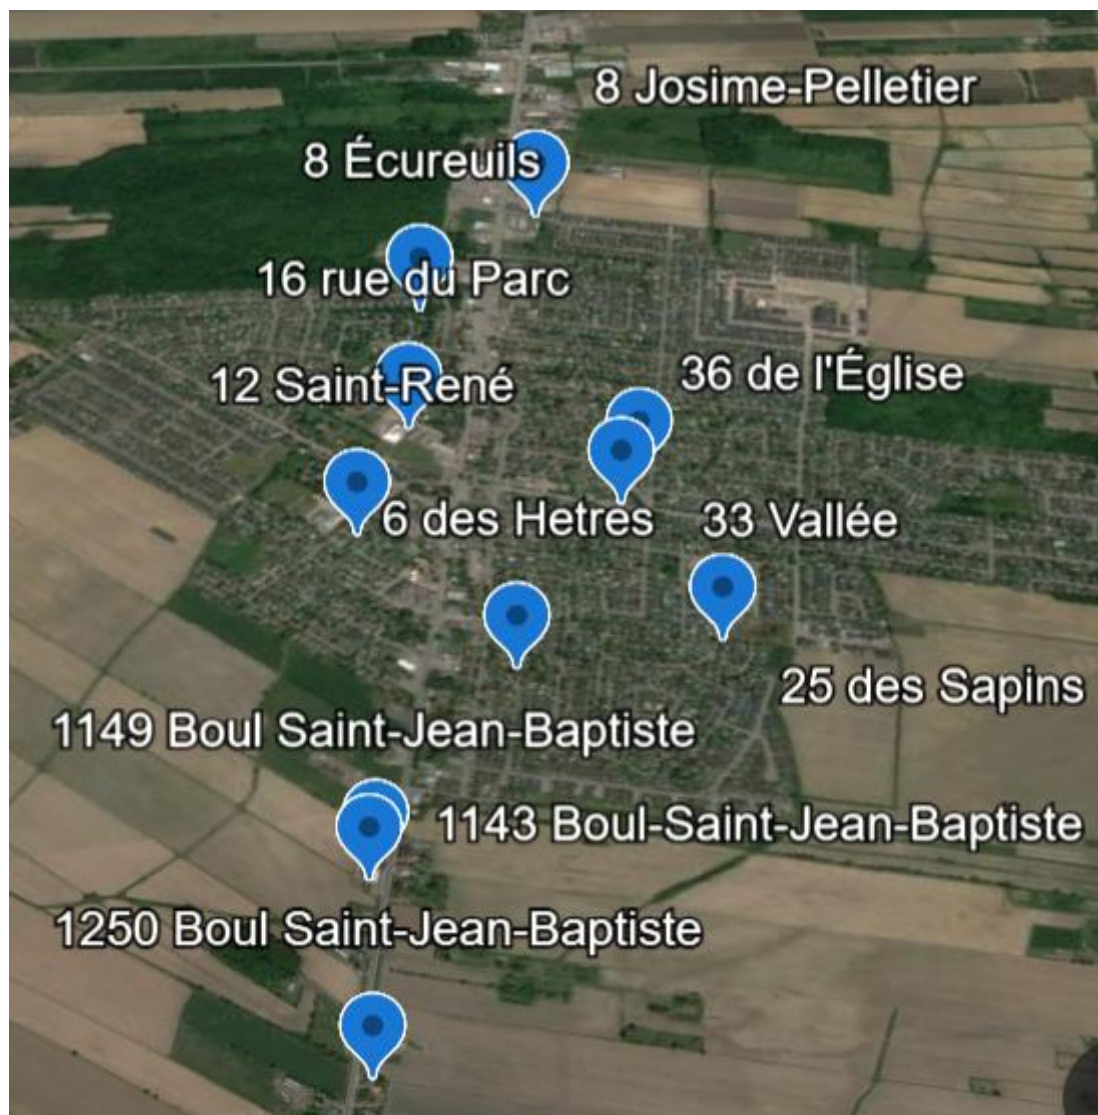 8 Josime-Pelletier
8 Écureuils
16 rue du Parc
36 de l'Église
12 Saint-René
6 des Hetres
33 Vallée
25 des Sapins
1149 Boul Saint-Jean-Baptiste
1143 Boul-Saint-Jean-Baptiste
1250 Boul Saint-Jean-Baptiste